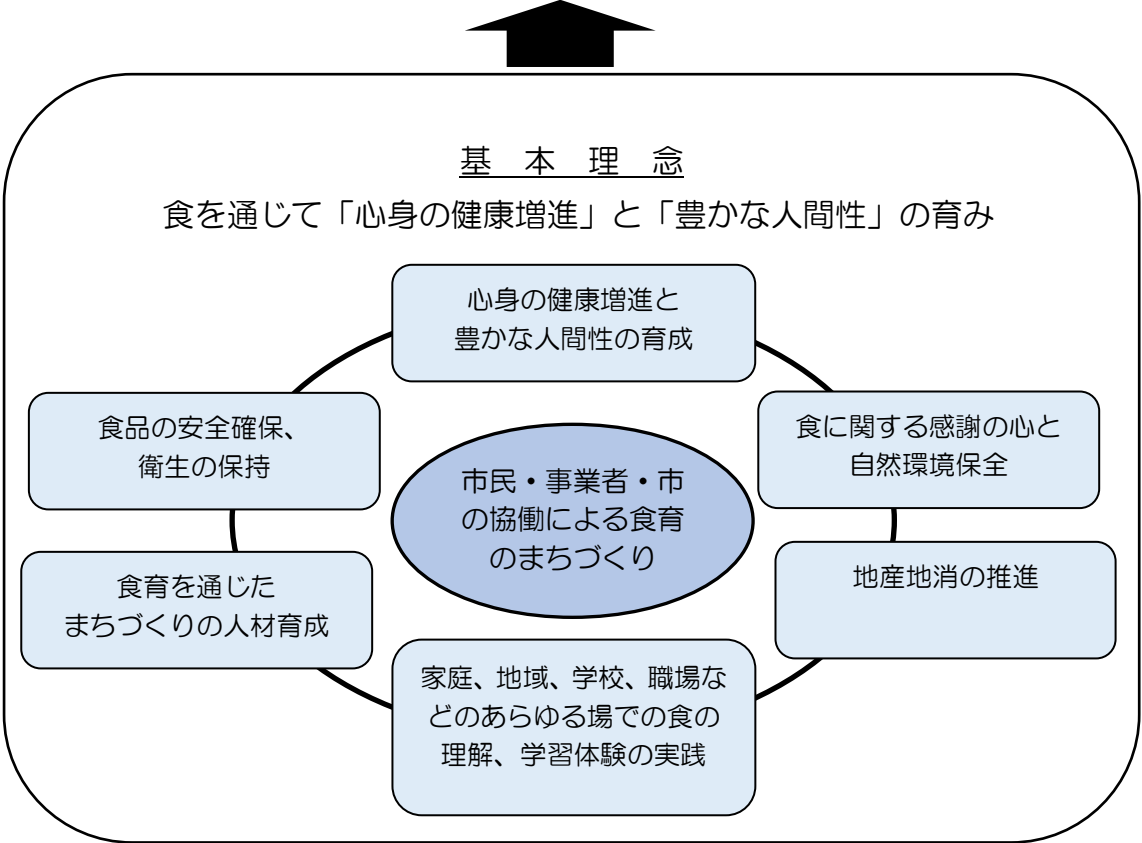 基 本 理 念
食を通じて「心身の健康増進」と「豊かな人間性」の育み
心身の健康増進と
豊かな人間性の育成
食品の安全確保、
衛生の保持
食に関する感謝の心と
自然環境保全
市民・事業者・市
の協働による食育
のまちづくり
食育を通じた
まちづくりの人材育成
地産地消の推進
家庭、地域、学校、職場な
どのあらゆる場での食の
理解、学習体験の実践